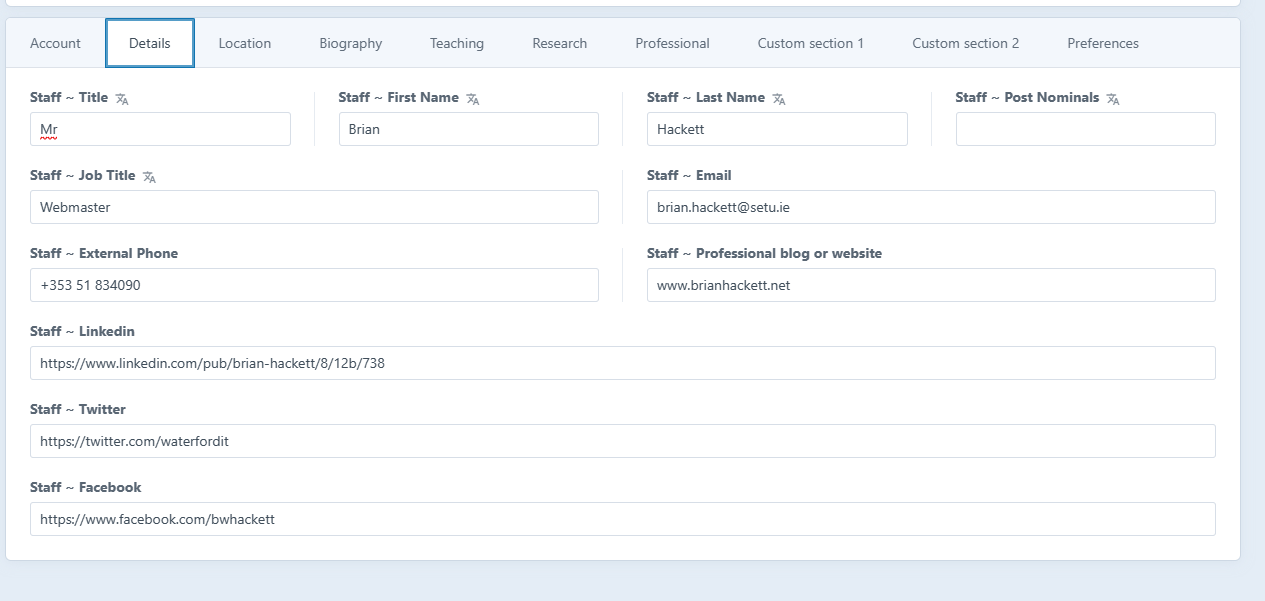 Account Details Location Biography Teaching Research Professional Custom section 1 Custom section 2 Preferences
Staff ~ Title Staff ~ First Name Staff ~ Last Name Staff ~ Post Nominals
Mr Brian Hackett
Staff ~ Job Title Staff ~ Email
Webmaster brian.hackett@setu.ie
Staff ~ External Phone Staff ~ Professional blog or website
+353 51 834090 www.brianhackett.net
Staff ~ Linkedin
https://www.linkedin.com/pub/brian-hackett/8/12b/738
Staff ~ Twitter
https://twitter.com/waterfordit
Staff ~ Facebook
https://www.facebook.com/bwhackett